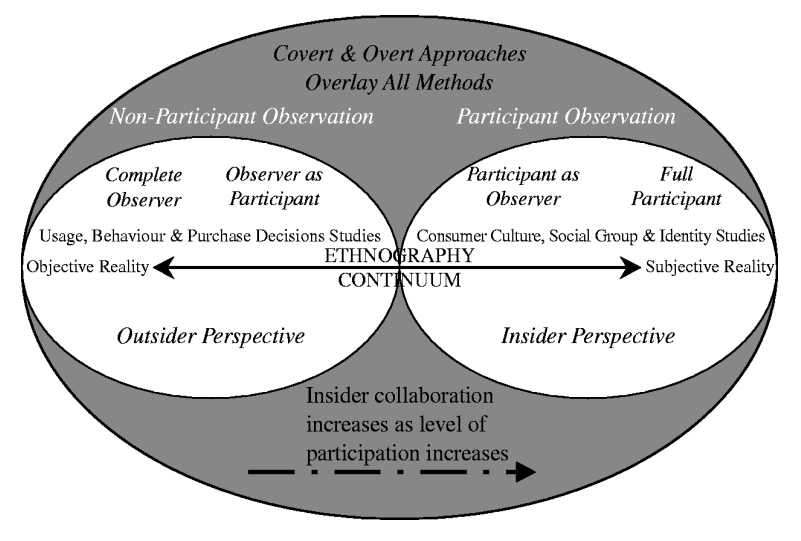 Covert & Overt Approaches
Overlay All Methods
Non-Participant Observation
Participant Observation
Complete
Observer
Observer as
Participant
Participant as
Observer
Full
Participant
Usage, Behaviour & Purchase Decisions Studies
Consumer Culture, Social Group & Identity Studies
Objective Reality
ETHNOGRAPHY
CONTINUUM
Subjective Reality
Outsider Perspective
Insider Perspective
Insider collaboration
increases as level of
participation increases